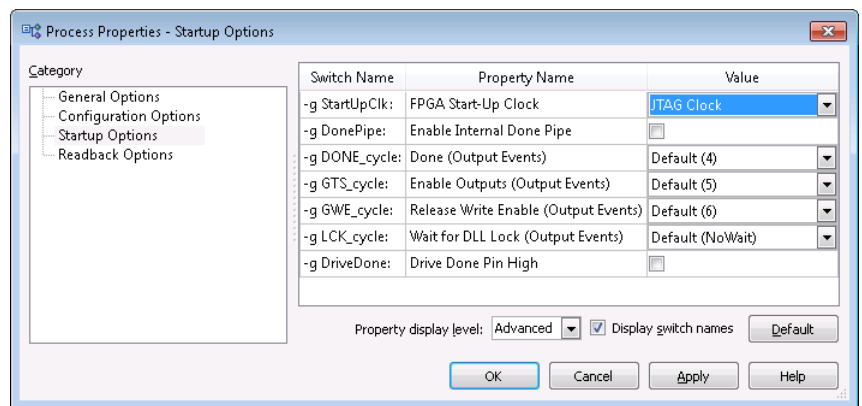 Process Properties - Startup Options
Category
General Options
Configuration Options
Startup Options
Readback Options
Switch Name Property Name Value
-g StartUpClk: FPGA Start-Up Clock JTAG Clock
-g DonePipe: Enable Internal Done Pipe
-g DONE_cycle: Done (Output Events) Default (4)
-g GTS_cycle: Enable Outputs (Output Events) Default (5)
-g GWE_cycle: Release Write Enable (Output Events) Default (6)
-g LCK_cycle: Wait for DLL Lock (Output Events) Default (NoWait)
-g DriveDone: Drive Done Pin High
Property display level: Advanced Display switch names Default
OK Cancel Apply Help